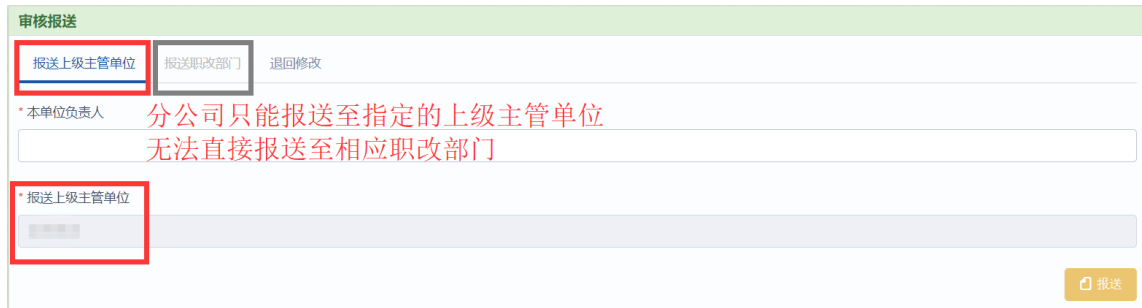 审核报送
报送上级主管单位 报送职改部门 退回修改
* 本单位负责人
分公司只能报送至指定的上级主管单位
无法直接报送至相应职改部门
* 报送上级主管单位
报送